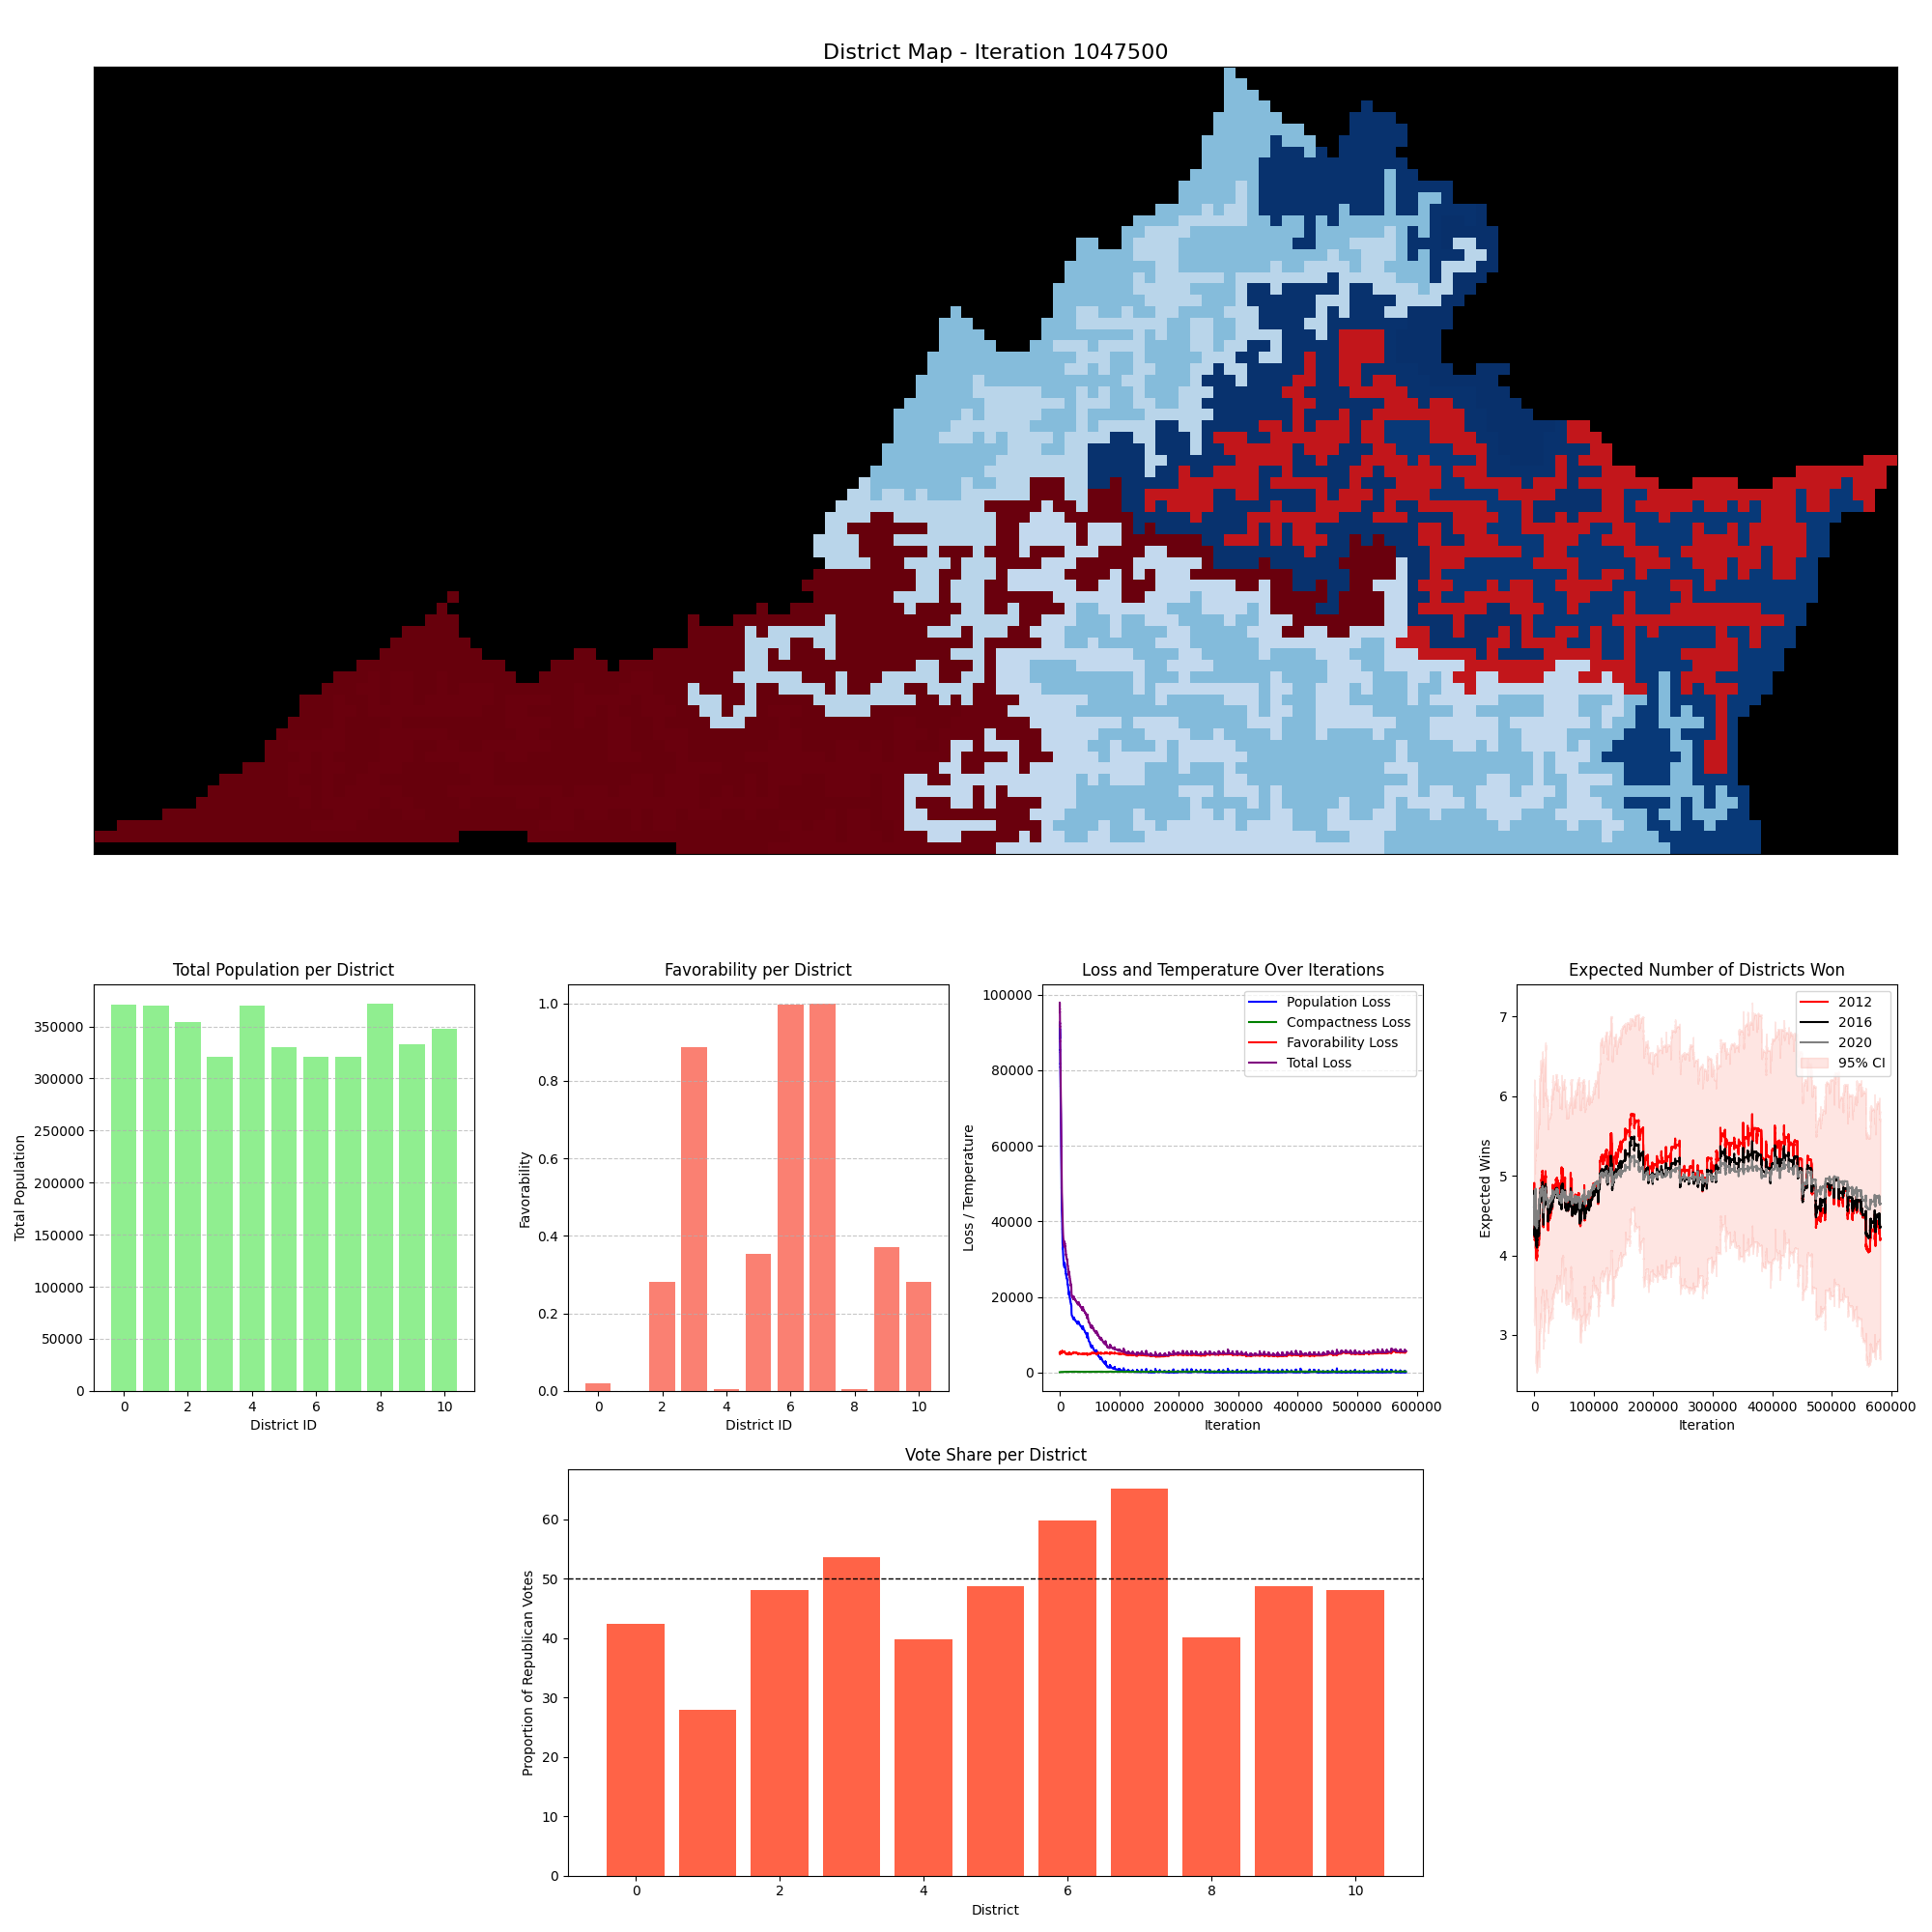 District Map - Iteration 1047500
Total Population per District
Total Population
350000
300000
250000
200000
150000
100000
50000
0
0 2 4 6 8 10
District ID
Favorability per District
Favorability
1.0
0.8
0.6
0.4
0.2
0.0
0 2 4 6 8 10
District ID
Loss and Temperature Over Iterations
Loss / Temperature
100000
80000
60000
40000
20000
0
Population Loss
Compactness Loss
Favorability Loss
Total Loss
0 100000 200000 300000 400000 500000 600000
Iteration
Expected Number of Districts Won
Expected Wins
7
6
5
4
3
2012
2016
2020
95% CI
0 100000 200000 300000 400000 500000 600000
Iteration
Vote Share per District
Proportion of Republican Votes
60
50
40
30
20
10
0
0 2 4 6 8 10
District